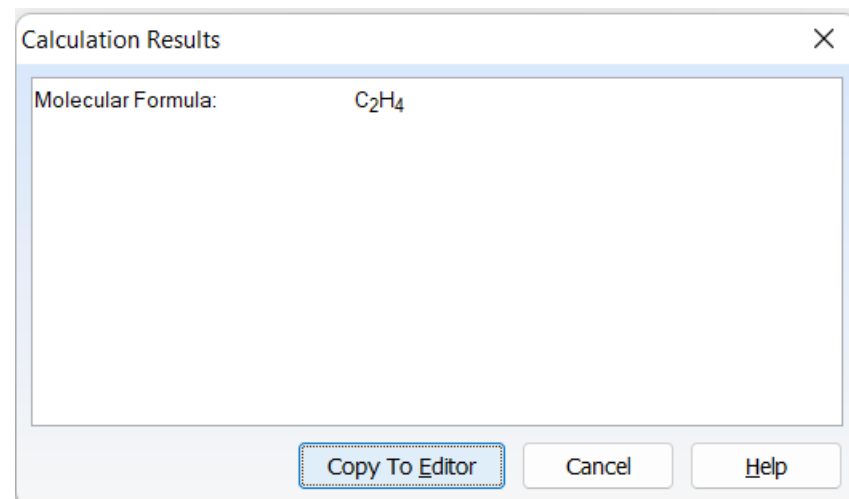 Calculation Results
Molecular Formula: C₂H₄
Copy To Editor Cancel Help